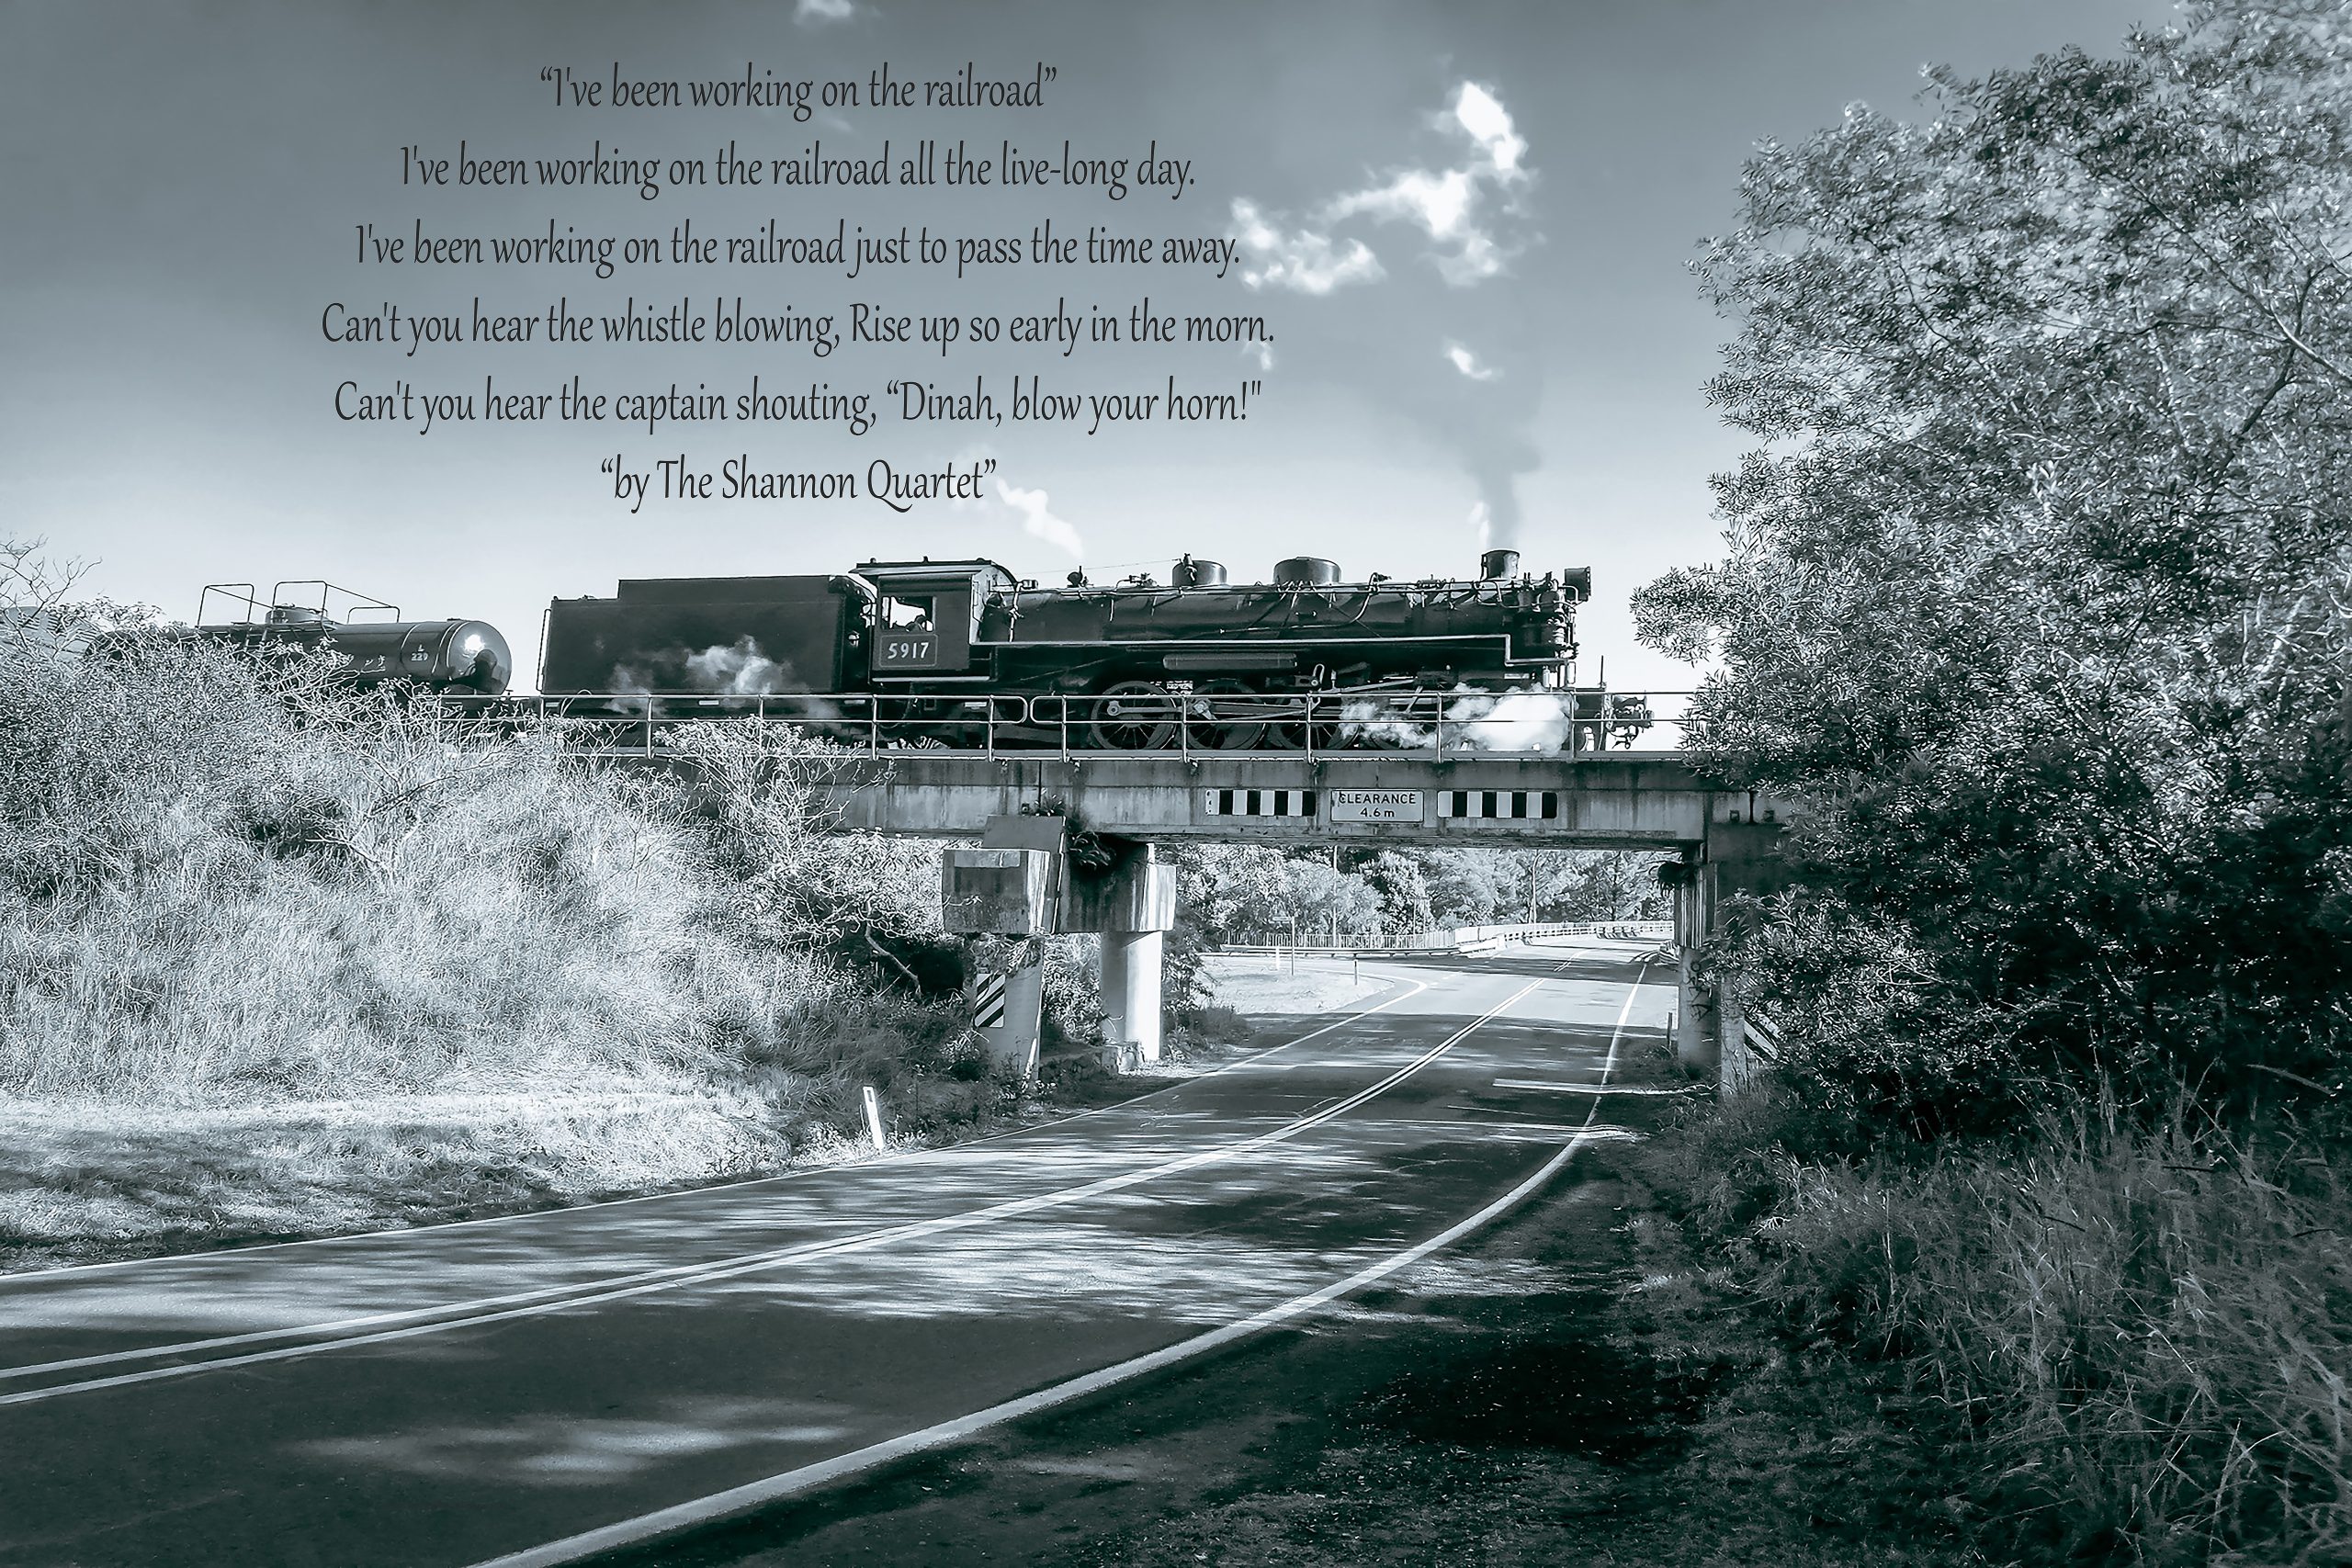 “I've been working on the railroad”
I've been working on the railroad all the live-long day.
I've been working on the railroad just to pass the time away.
Can't you hear the whistle blowing, Rise up so early in the morn.
Can't you hear the captain shouting, “Dinah, blow your horn!"
“by The Shannon Quartet”
L
229
5917
CLEARANCE
4.6 m